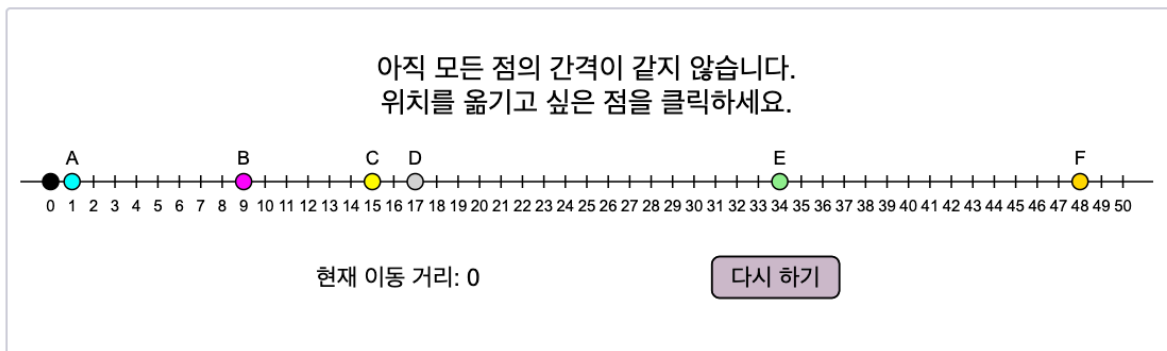 아직 모든 점의 간격이 같지 않습니다.
위치를 옮기고 싶은 점을 클릭하세요.
A B C D E F
0 1 2 3 4 5 6 7 8 9 10 11 12 13 14 15 16 17 18 19 20 21 22 23 24 25 26 27 28 29 30 31 32 33 34 35 36 37 38 39 40 41 42 43 44 45 46 47 48 49 50
현재 이동 거리: 0 다시 하기